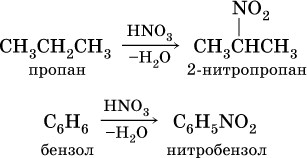 NO₂
CH₃CH₂CH₃ HNO₃ −H₂O CH₃CHCH₃
пропан 2-нитропропан
C₆H₆ HNO₃ −H₂O C₆H₅NO₂
бензол нитробензол